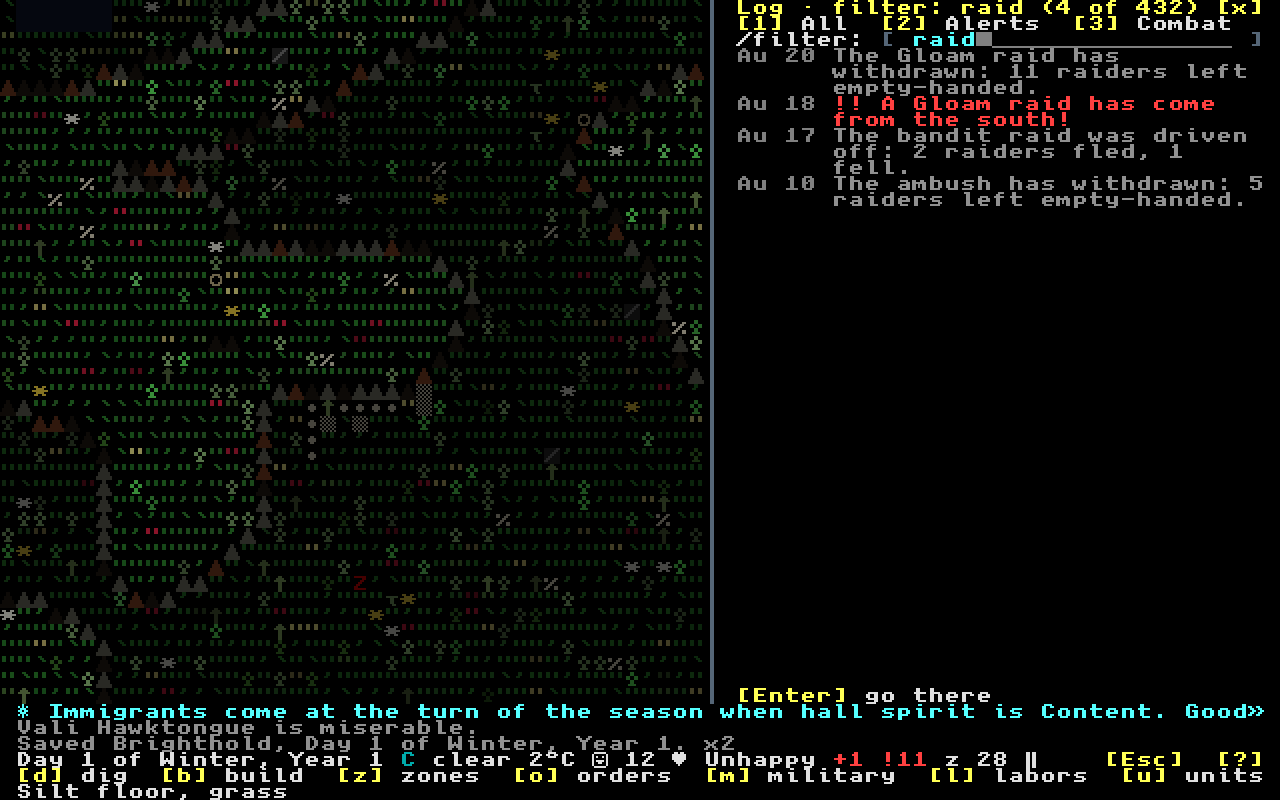 Log · filter: raid (4 of 432) [x]
[1] All [2] Alerts [3] Combat
/filter: [ raid ]
Au 20 The Gloam raid has
withdrawn: 11 raiders left
empty-handed.
Au 18 !! A Gloam raid has come
from the south!
Au 17 The bandit raid was driven
off: 2 raiders fled, 1
fell.
Au 10 The ambush has withdrawn: 5
raiders left empty-handed.
[Enter] go there
☼ Immigrants come at the turn of the season when hall spirit is Content. Good»
Vali Hawktongue is miserable.
Saved Brighthold, Day 1 of Winter, Year 1. x2
Day 1 of Winter, Year 1 C clear 2°C ☺ 12 ♥ Unhappy +1 !11 z 28 ‖ [Esc] [?]
[d] dig [b] build [z] zones [o] orders [m] military [l] labors [u] units
Silt floor, grass